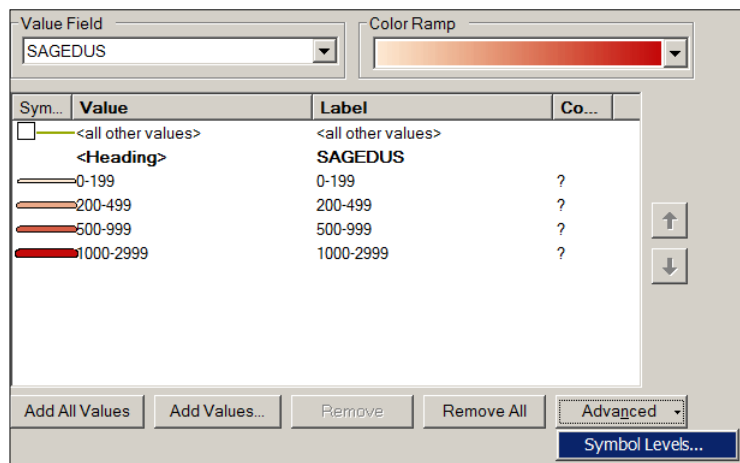 Value Field
Color Ramp
SAGEDUS
Sym... Value Label Co...
<all other values> <all other values>
<Heading> SAGEDUS
0-199 0-199 ?
200-499 200-499 ?
500-999 500-999 ?
1000-2999 1000-2999 ?
Add All Values Add Values... Remove Remove All Advanced
Symbol Levels...